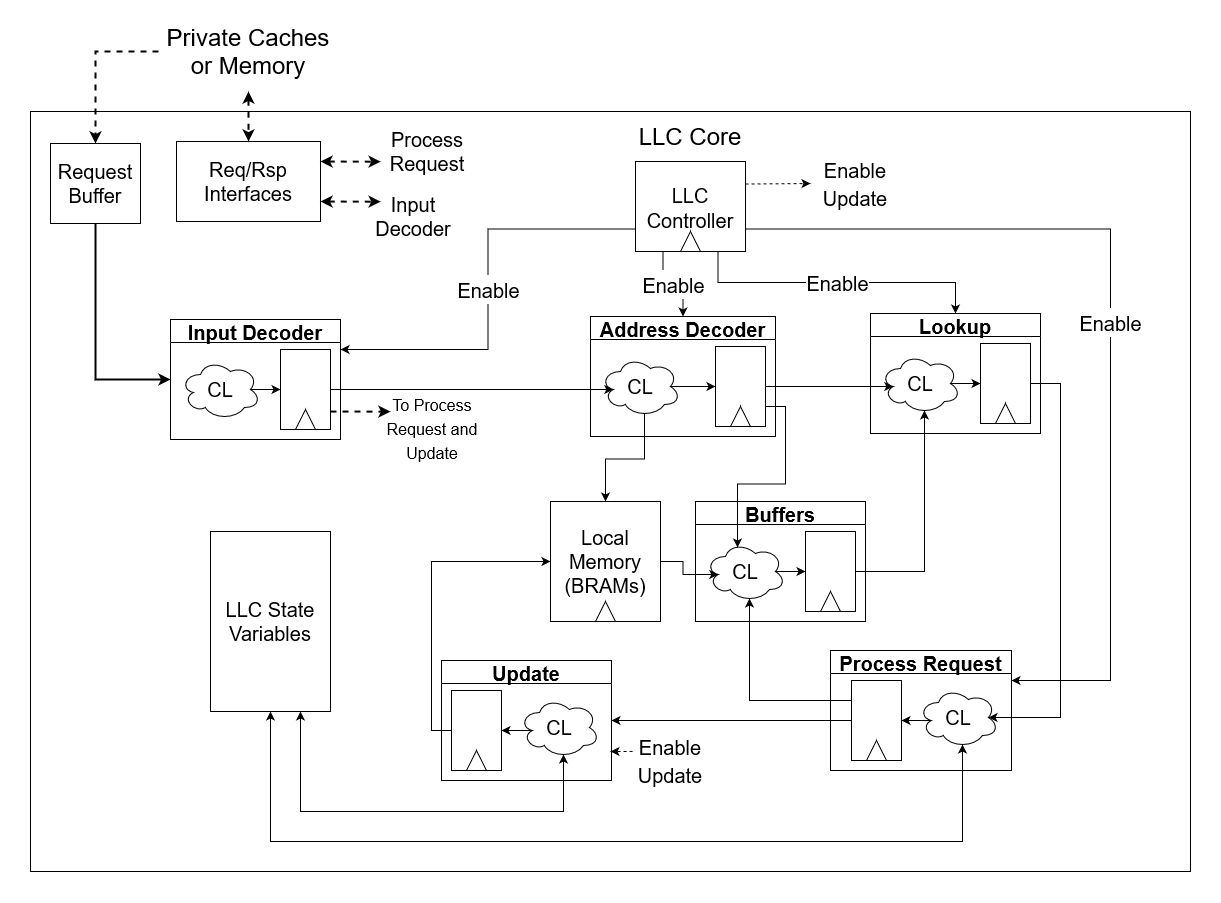 Private Caches
or Memory
LLC Core
Request
Buffer
Req/Rsp
Interfaces
Process
Request
Input
Decoder
LLC
Controller
Enable
Update
Enable
Enable
Enable
Enable
Input Decoder
CL
To Process
Request and
Update
Address Decoder
CL
Lookup
CL
Local
Memory
(BRAMs)
Buffers
CL
LLC State
Variables
Update
CL
Enable
Update
Process Request
CL